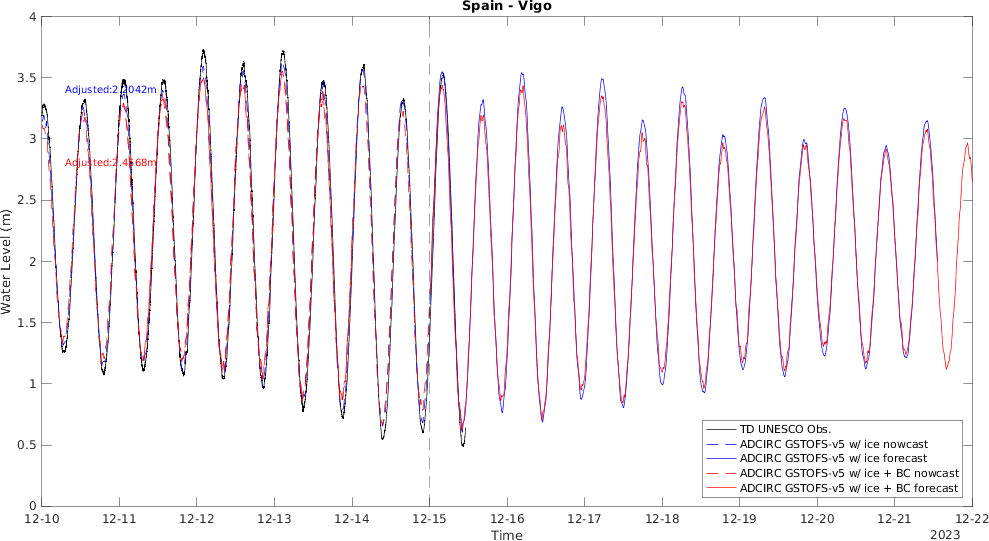 Spain - Vigo
4
3.5
3
2.5
2
1.5
1
0.5
0
Water Level (m)
Adjusted:2.2042m
Adjusted:2.4568m
TD UNESCO Obs.
ADCIRC GSTOFS-v5 w/ ice nowcast
ADCIRC GSTOFS-v5 w/ ice forecast
ADCIRC GSTOFS-v5 w/ ice + BC nowcast
ADCIRC GSTOFS-v5 w/ ice + BC forecast
12-10 12-11 12-12 12-13 12-14 12-15 12-16 12-17 12-18 12-19 12-20 12-21 12-22
Time
2023